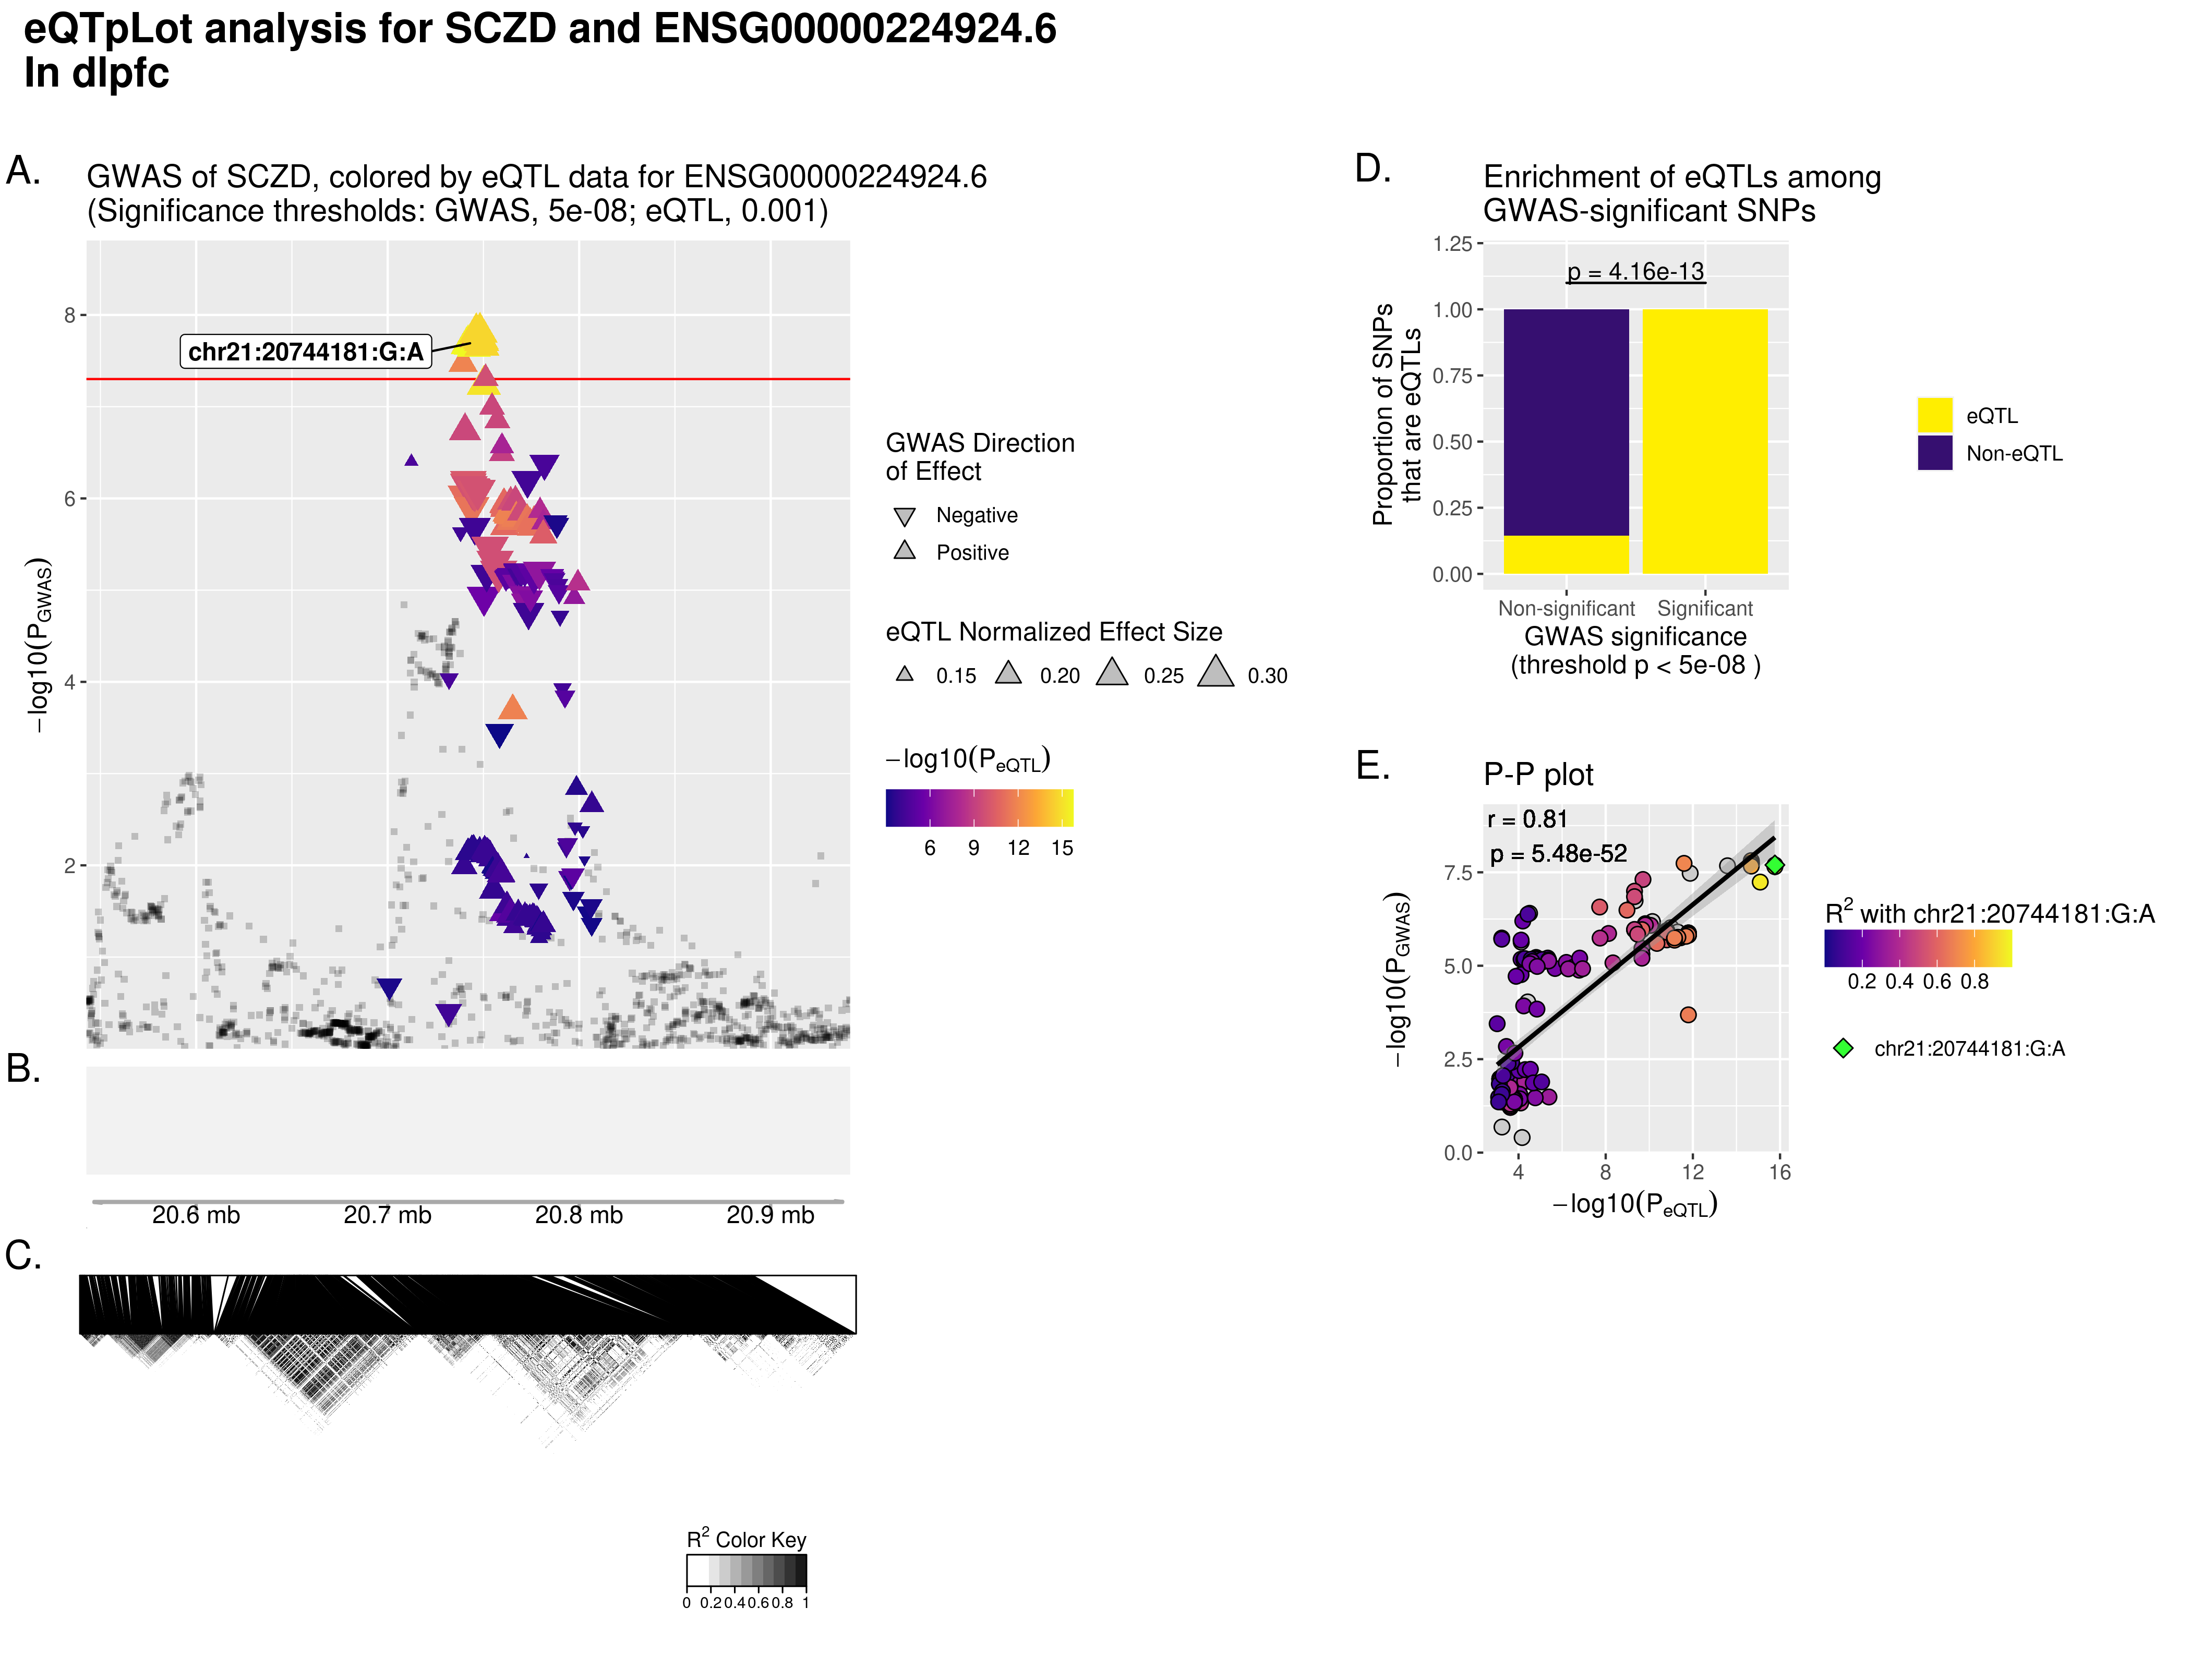 eQTpLot analysis for SCZD and ENSG00000224924.6
In dlpfc
A.
GWAS of SCZD, colored by eQTL data for ENSG00000224924.6
(Significance thresholds: GWAS, 5e-08; eQTL, 0.001)
−log10(PGWAS)
8
6
4
2
chr21:20744181:G:A
GWAS Direction
of Effect
Negative
Positive
eQTL Normalized Effect Size
0.15 0.20 0.25 0.30
−log10(PeQTL)
6 9 12 15
B.
20.6 mb 20.7 mb 20.8 mb 20.9 mb
C.
R2 Color Key
0 0.2 0.4 0.6 0.8 1
D.
Enrichment of eQTLs among
GWAS-significant SNPs
Proportion of SNPs
that are eQTLs
1.25
1.00
0.75
0.50
0.25
0.00
p = 4.16e-13
Non-significant Significant
GWAS significance
(threshold p < 5e-08 )
eQTL
Non-eQTL
E.
P-P plot
r = 0.81
p = 5.48e-52
−log10(PGWAS)
7.5
5.0
2.5
0.0
4 8 12 16
−log10(PeQTL)
R2 with chr21:20744181:G:A
0.2 0.4 0.6 0.8
chr21:20744181:G:A